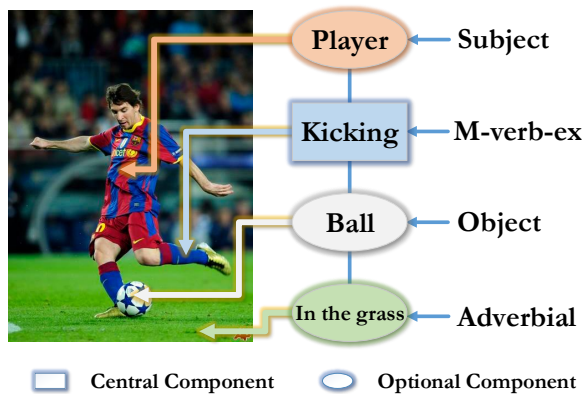 Player
Subject
Kicking
M-verb-ex
Ball
Object
In the grass
Adverbial
Central Component
Optional Component